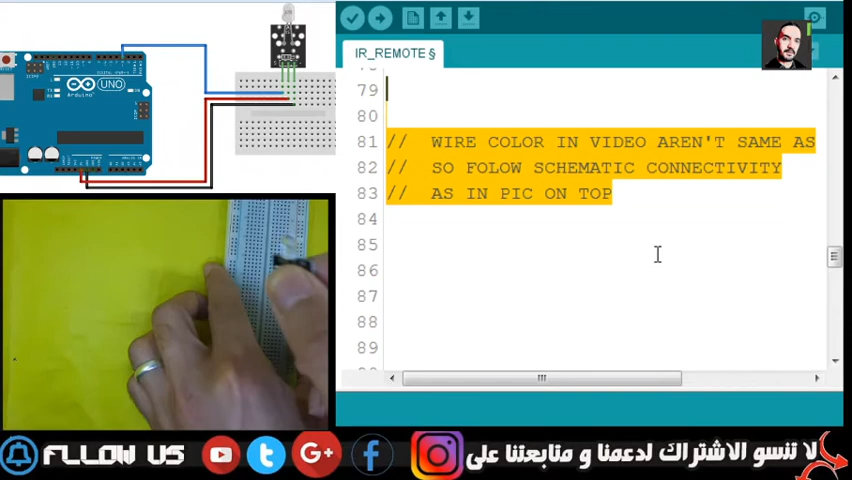 UNO
Arduino
IR_REMOTE §
79
80
81 // WIRE COLOR IN VIDEO AREN'T SAME AS
82 // SO FOLOW SCHEMATIC CONNECTIVITY
83 // AS IN PIC ON TOP
84
85
86
87
88
89
FLLOW US
لا تنسو الاشتراك لدعمنا و متابعتنا على